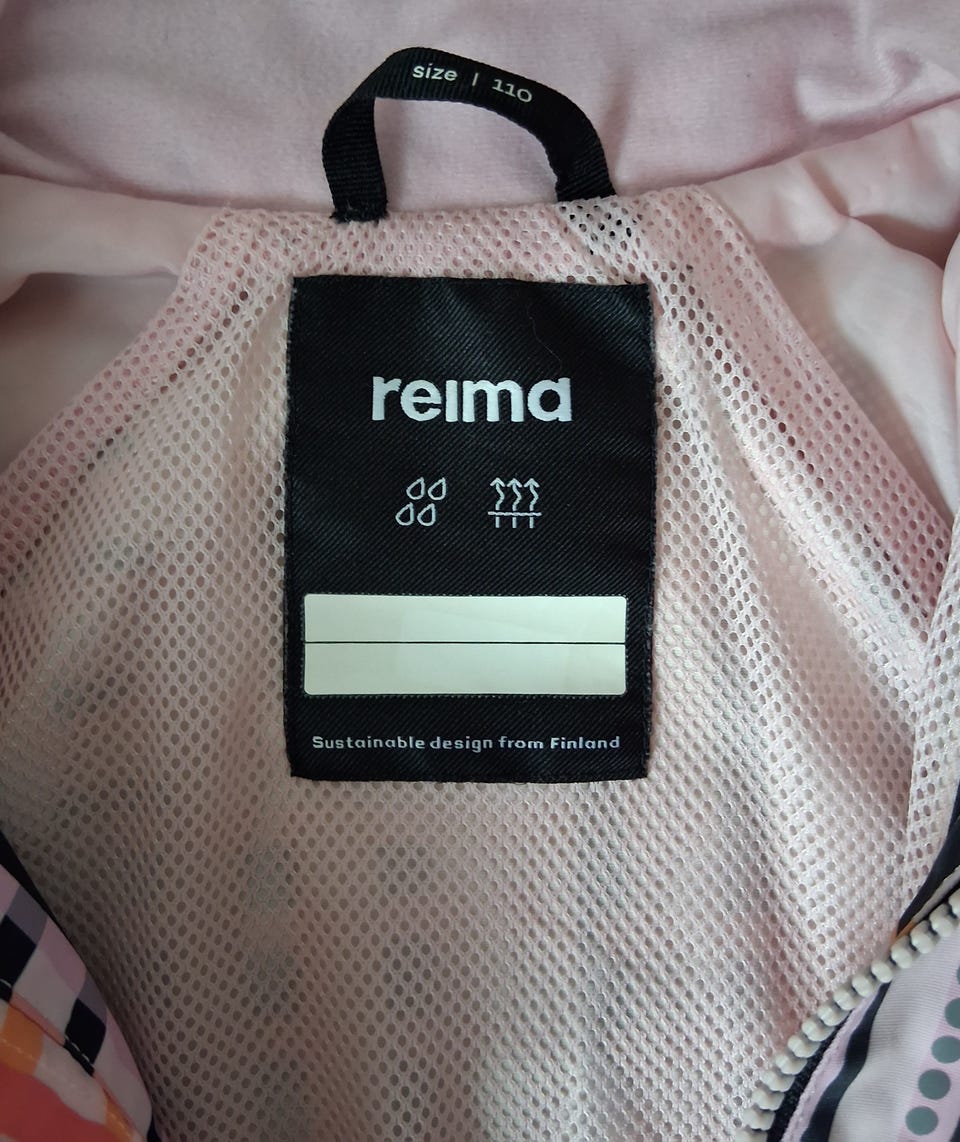 size | 110
reima
Sustainable design from Finland